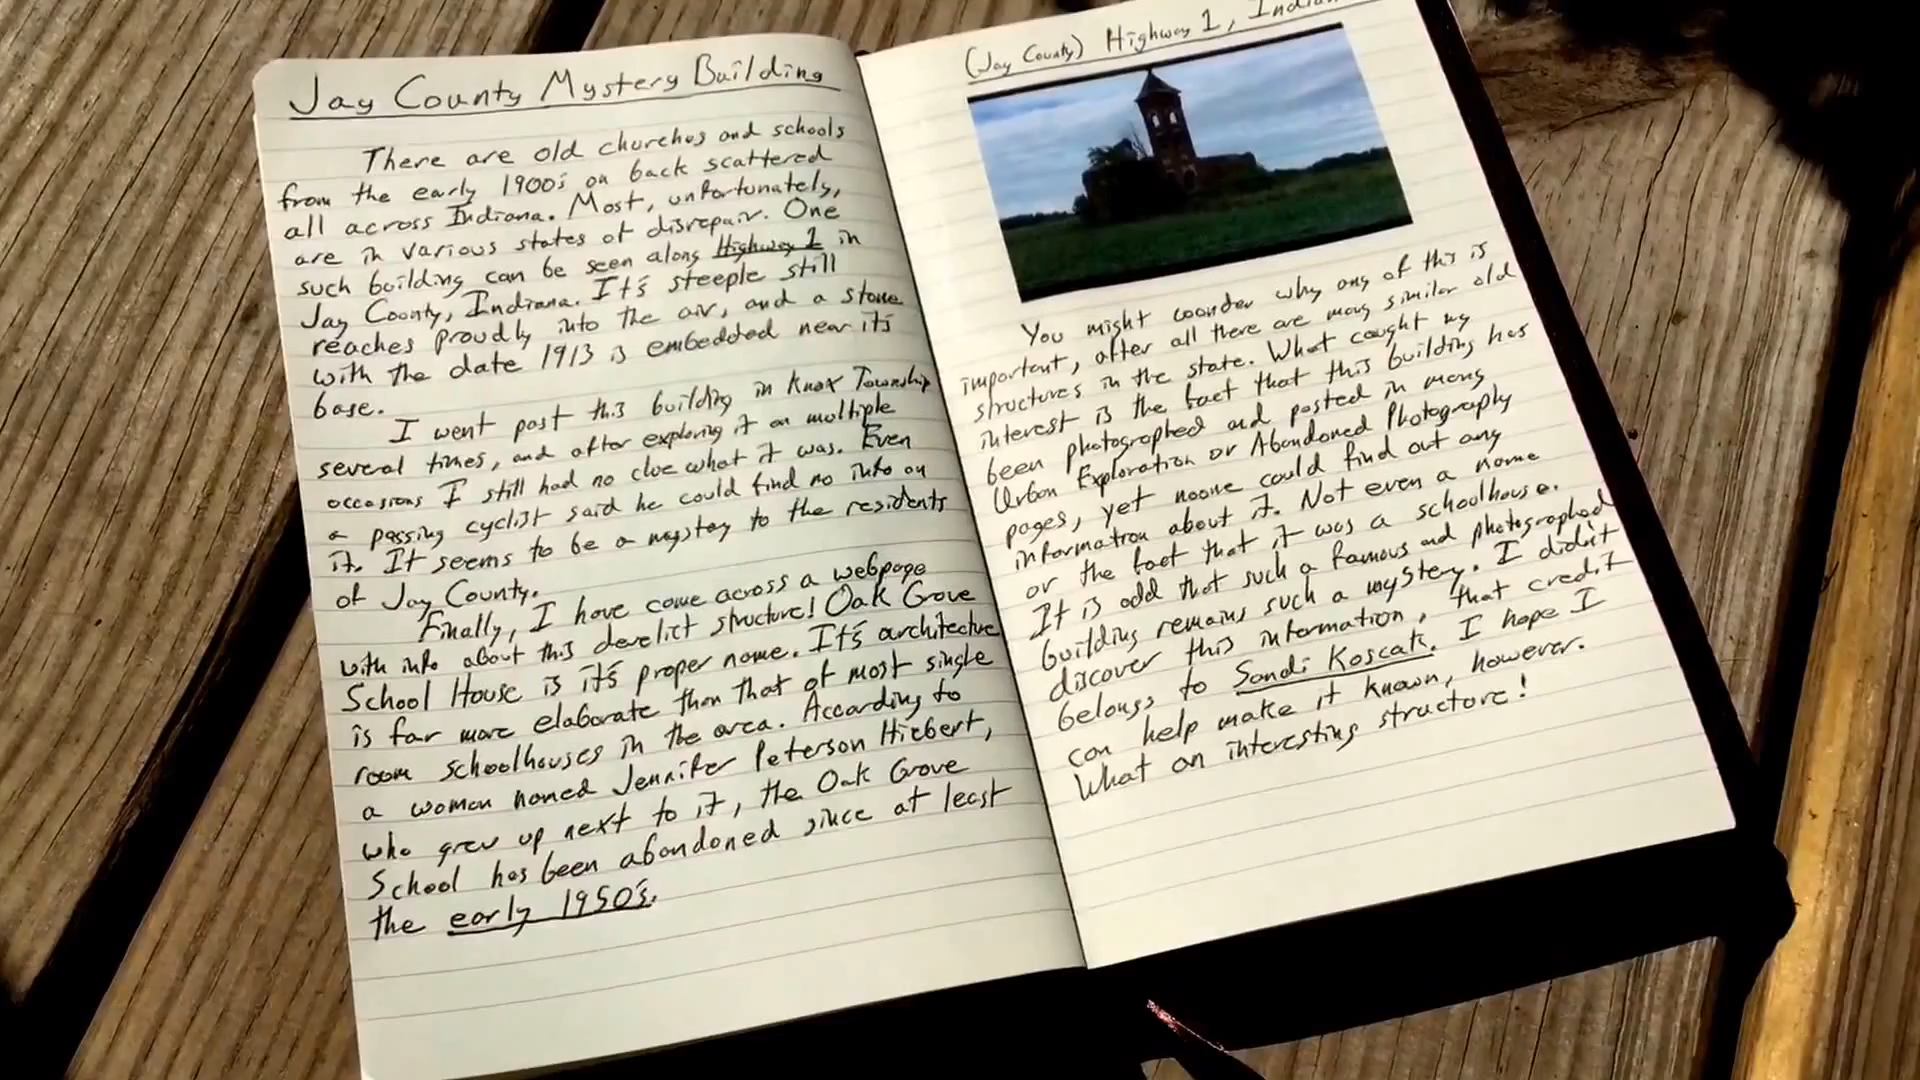 Jay County Mystery Building
There are old churches and schools
from the early 1900's on back scattered
all across Indiana. Most, unfortunately,
are in various states of disrepair. One
such building can be seen along Highway 1 in
Jay County, Indiana. It's steeple still
reaches proudly into the air, and a stone
with the date 1913 is embedded near it's
base.
I went past this building in Knox Township
several times, and after exploring it on multiple
occasions I still had no clue what it was. Even
a passing cyclist said he could find no info on
it. It seems to be a mystery to the residents
of Jay County.
Finally, I have come across a webpage
with info about this derelict structure! Oak Grove
School House is it's proper name. It's architecture
is far more elaborate than that of most single
room schoolhouses in the area. According to
a woman named Jennifer Peterson Hiebert,
who grew up next to it, the Oak Grove
School has been abandoned since at least
the early 1950's.
(Jay County) Highway 1,
You might wonder why any of this is
important, after all there are many similar old
structures in the state. What caught my
interest is the fact that this building has
been photographed and posted in many
Urban Exploration or Abandoned Photography
pages, yet noone could find out any
information about it. Not even a name
or the fact that it was a schoolhouse.
It is odd that such a famous and photographed
building remains such a mystery. I didn't
discover this information, that credit
belongs to Sandi Koscak. I hope I
can help make it known, however.
What an interesting structure!